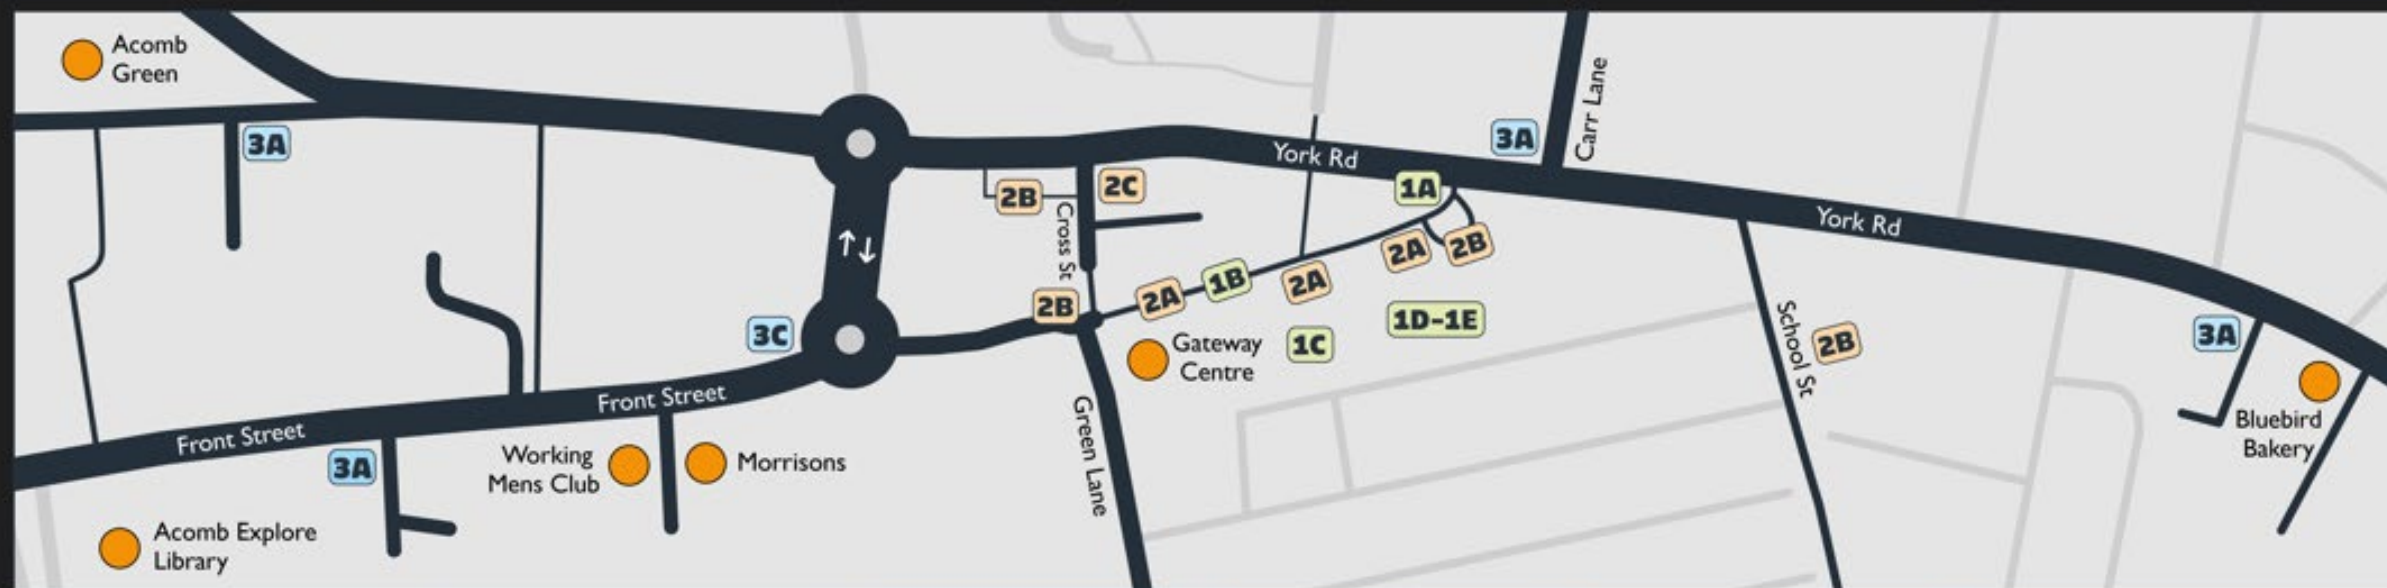 Acomb
Green
3A
York Rd
3A
Carr Lane
2B
2C
1A
Cross St
2A
2B
York Rd
2B
2A
1B
2A
1D-1E
3C
Gateway
Centre
1C
School St
2B
3A
Front Street
Front Street
Green Lane
Bluebird
Bakery
3A
Working
Mens Club
Morrisons
Acomb Explore
Library